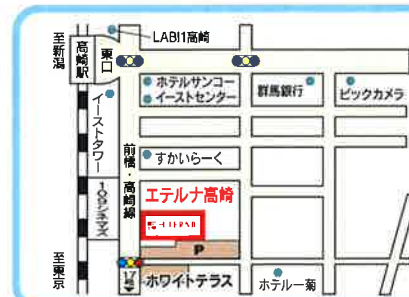 至新潟
高崎駅
東口
LABI1高崎
ホテルサンコー
イーストセンター
群馬銀行
ビックカメラ
イーストタワー
前橋・高崎線
すかいらーく
109シネマズ
エテルナ高崎
P
至東京
17号
ホワイトテラス
ホテル一菊